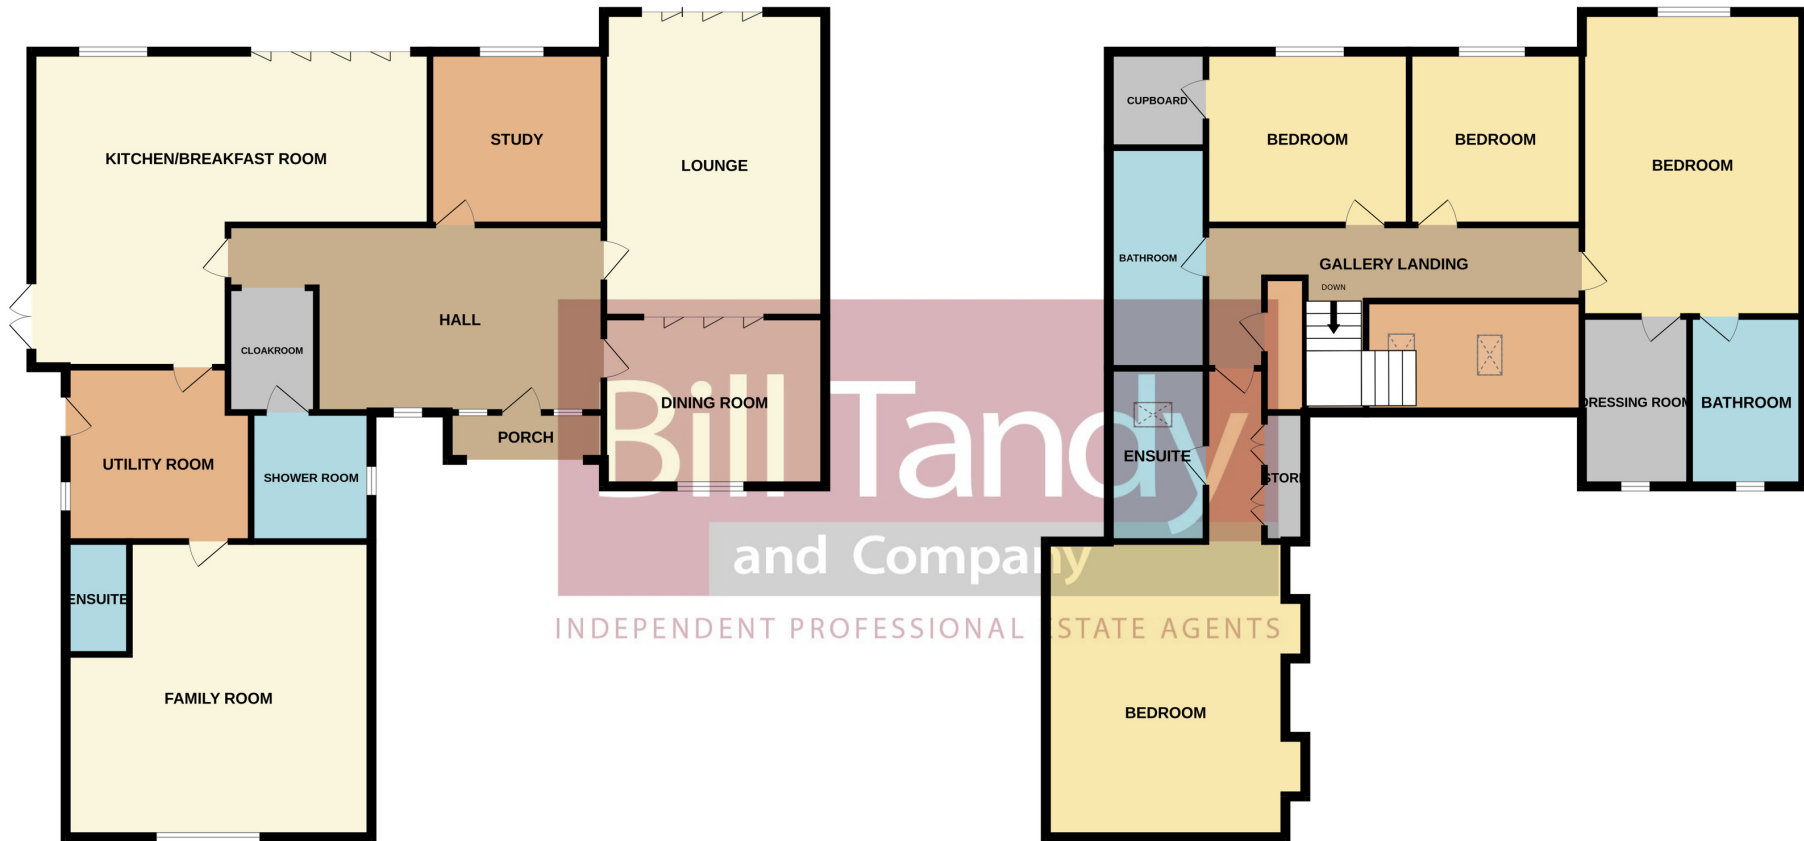 KITCHEN/BREAKFAST ROOM
STUDY
LOUNGE
HALL
CLOAKROOM
DINING ROOM
PORCH
UTILITY ROOM
SHOWER ROOM
ENSUITE
FAMILY ROOM
CUPBOARD
BEDROOM
BEDROOM
BEDROOM
BATHROOM
GALLERY LANDING
DOWN
DRESSING ROOM
BATHROOM
ENSUITE
STORE
BEDROOM
Bill Tandy
and Company
INDEPENDENT PROFESSIONAL ESTATE AGENTS